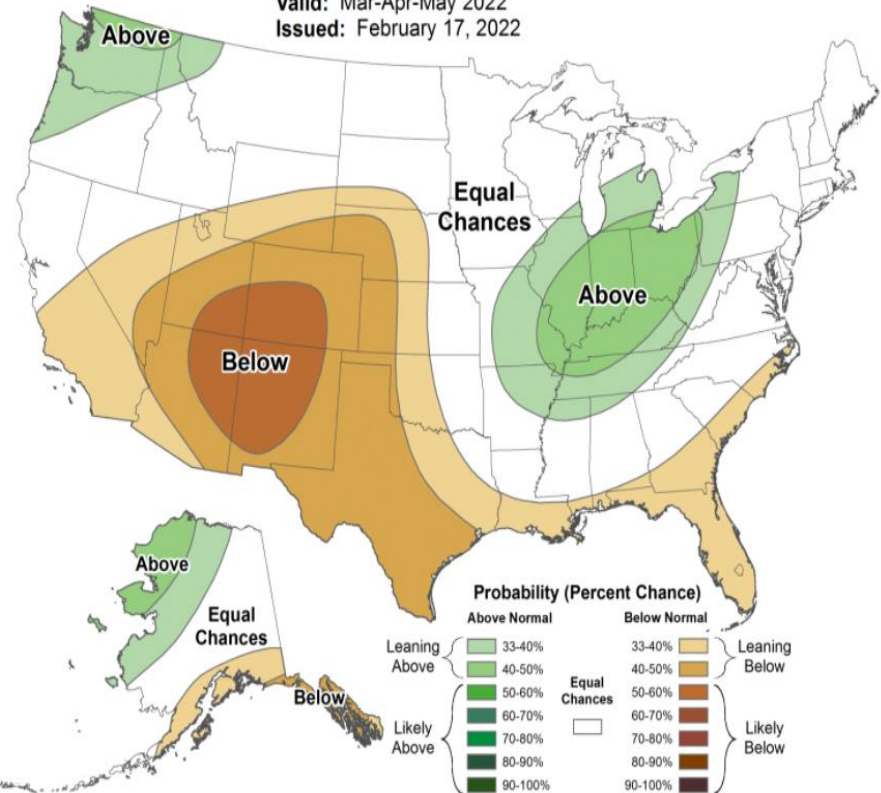 Valid: Mar-Apr-May 2022
Issued: February 17, 2022
Above
Equal
Chances
Above
Below
Above
Equal
Chances
Below
Probability (Percent Chance)
Above Normal
Below Normal
Leaning
Above
33-40%
40-50%
50-60%
60-70%
70-80%
80-90%
90-100%
Likely
Above
Equal
Chances
33-40%
40-50%
50-60%
60-70%
70-80%
80-90%
90-100%
Leaning
Below
Likely
Below